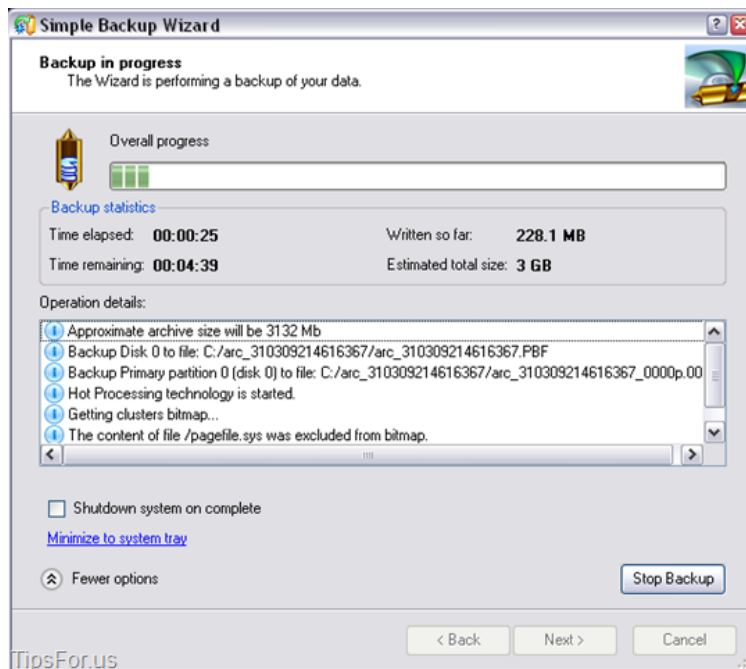 Simple Backup Wizard
Backup in progress
The Wizard is performing a backup of your data.
Overall progress
Backup statistics
Time elapsed: 00:00:25 Written so far: 228.1 MB
Time remaining: 00:04:39 Estimated total size: 3 GB
Operation details:
Approximate archive size will be 3132 Mb
Backup Disk 0 to file: C:/arc_310309214616367/arc_310309214616367.PBF
Backup Primary partition 0 (disk 0) to file: C:/arc_310309214616367/arc_310309214616367_0000p.00
Hot Processing technology is started.
Getting clusters bitmap...
The content of file /pagefile.sys was excluded from bitmap.
Shutdown system on complete
Minimize to system tray
Fewer options
Stop Backup
< Back Next > Cancel
TipsFor.us